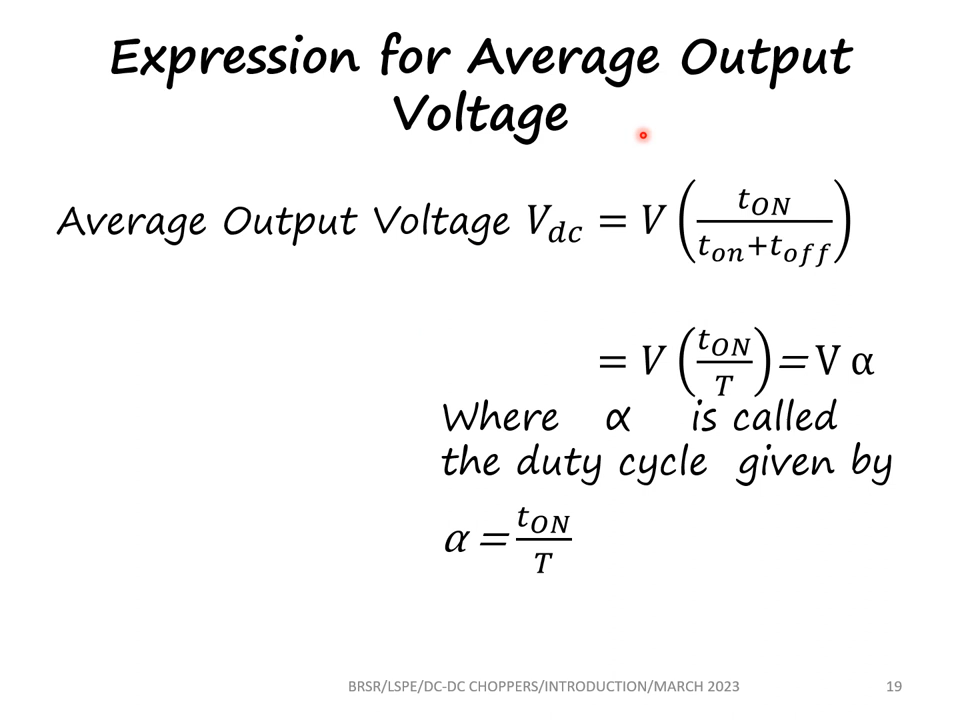 Expression for Average Output
Voltage
Average Output Voltage V_dc = V (t_ON / t_on+t_off)
= V (t_ON / T) = V α
Where α is called
the duty cycle given by
α = t_ON / T
BRSR/LSPE/DC-DC CHOPPERS/INTRODUCTION/MARCH 2023 19